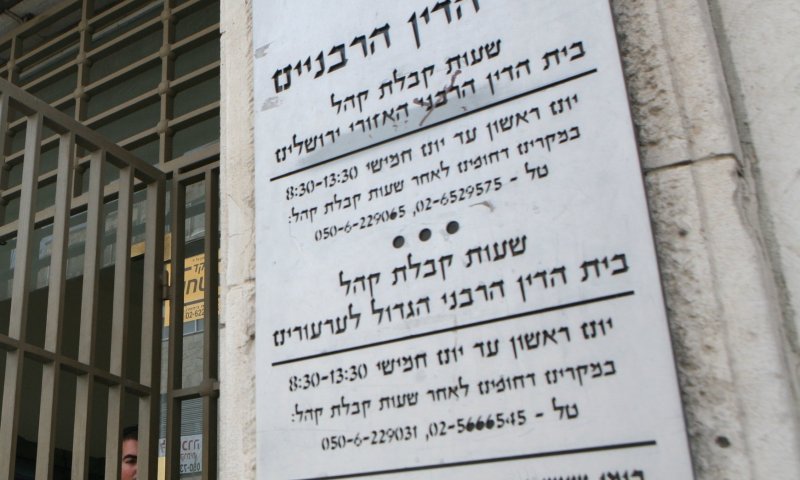 הדין הרבניים
שעות קבלת קהל
בית הדין הרבני האזורי ירושלים
יום ראשון עד יום חמישי 8:30-13:30
במקרים דחופים לאחר שעות קבלת קהל:
טל - 02-6529575, 050-6-229065
שעות קבלת קהל
בית הדין הרבני הגדול לערעורים
יום ראשון עד יום חמישי 8:30-13:30
במקרים דחופים לאחר שעות קבלת קהל:
טל - 02-5666545, 050-6-229031